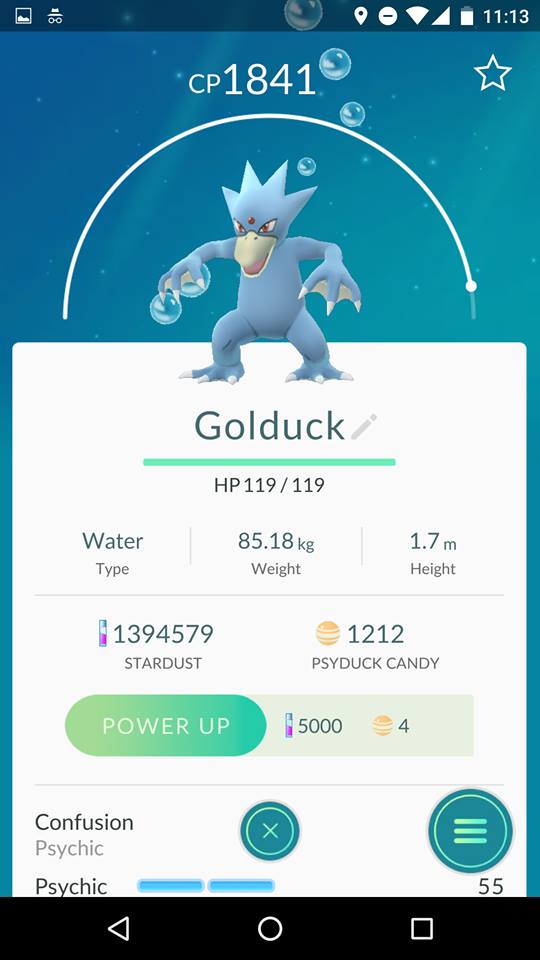 11:13
CP1841
Golduck
HP 119 / 119
Water
Type
85.18 kg
Weight
1.7 m
Height
1394579
STARDUST
1212
PSYDUCK CANDY
POWER UP
5000
4
Confusion
Psychic
Psychic
55